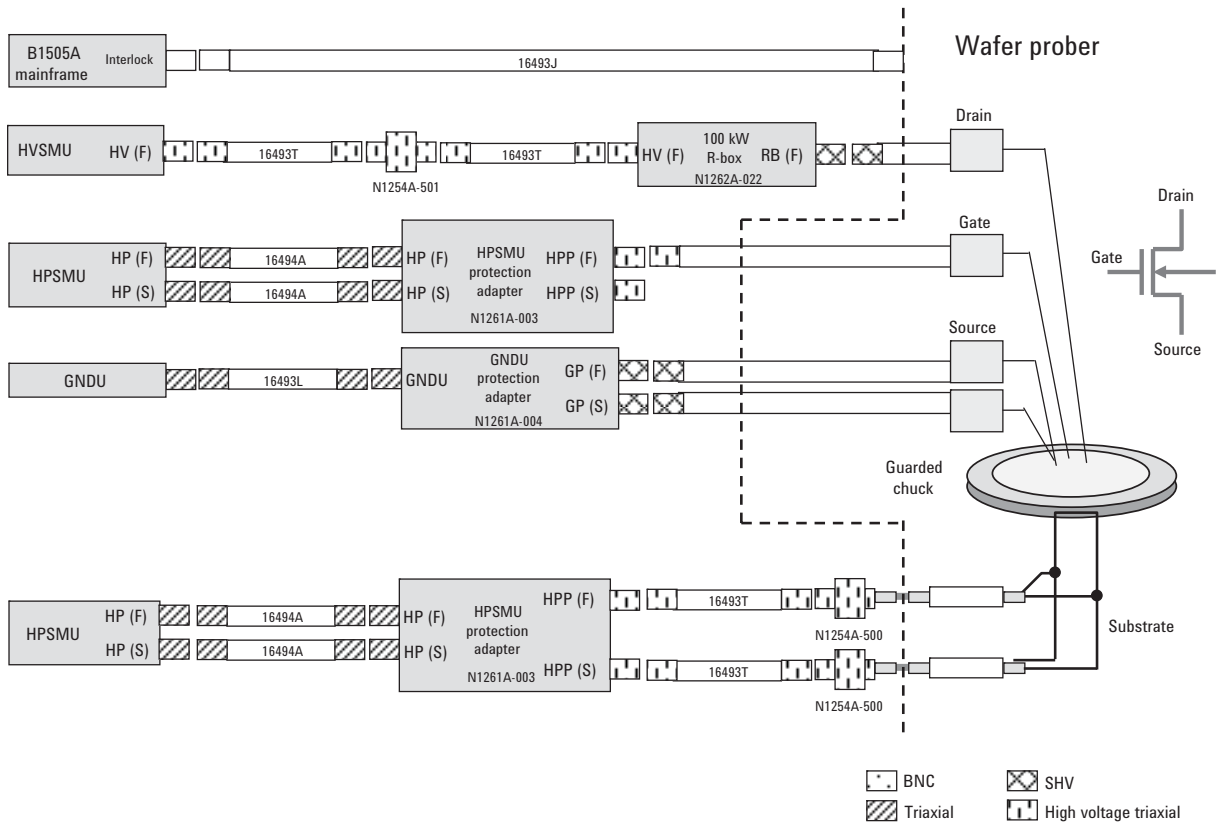 Wafer prober
B1505A
mainframe
Interlock
16493J
HVSMU
HV (F)
16493T
N1254A-501
16493T
HV (F)
100 kW
R-box
N1262A-022
RB (F)
Drain
HPSMU
HP (F)
HP (S)
16494A
16494A
HP (F)
HP (S)
HPSMU
protection
adapter
N1261A-003
HPP (F)
HPP (S)
Gate
Drain
Gate
Source
GNDU
16493L
GNDU
GNDU
protection
adapter
N1261A-004
GP (F)
GP (S)
Source
Guarded
chuck
HPSMU
HP (F)
HP (S)
16494A
16494A
HP (F)
HP (S)
HPSMU
protection
adapter
N1261A-003
HPP (F)
HPP (S)
16493T
N1254A-500
16493T
N1254A-500
Substrate
BNC
SHV
Triaxial
High voltage triaxial